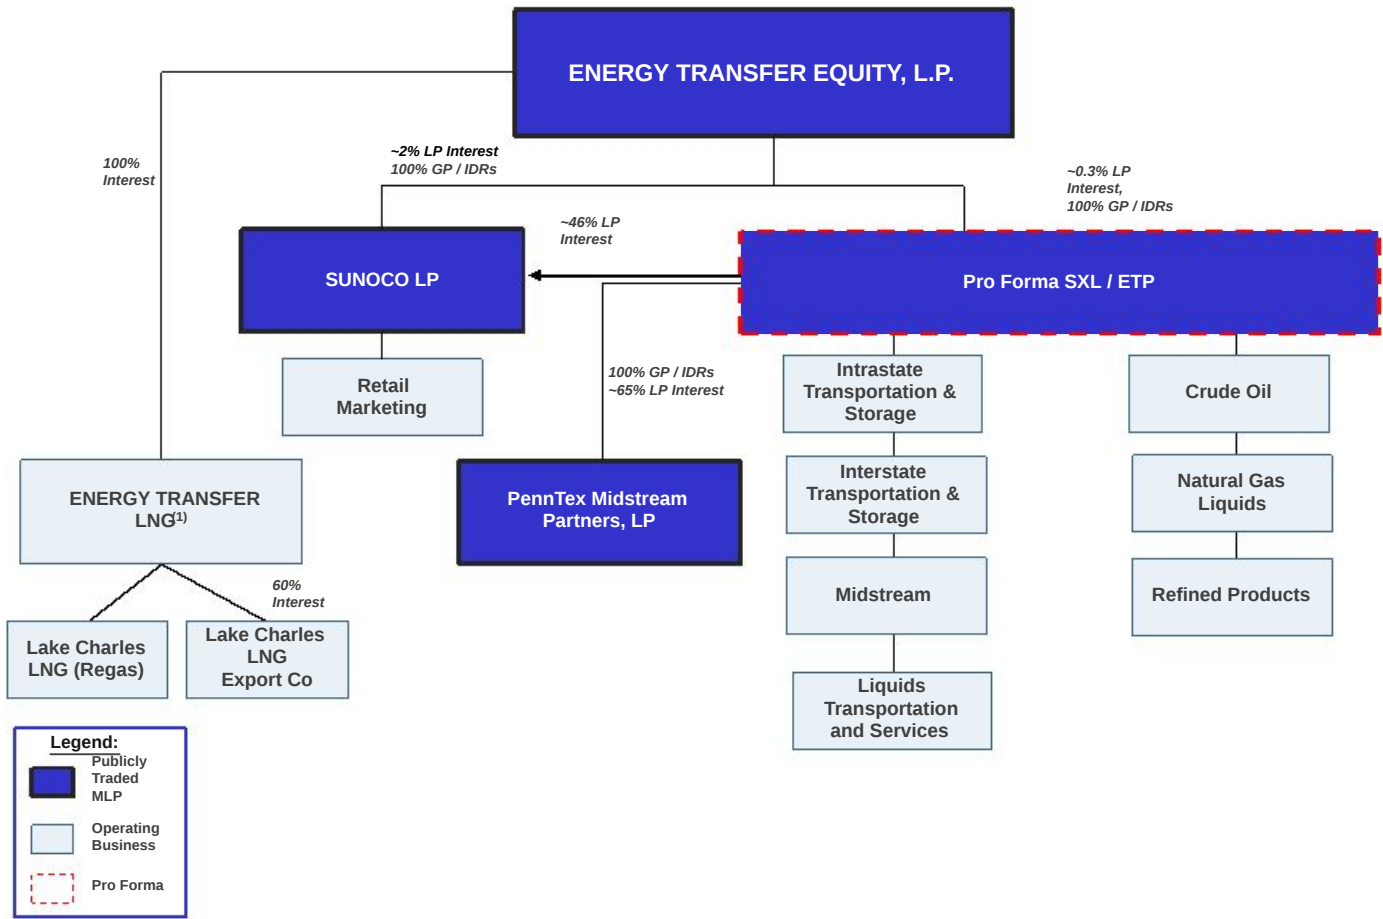 ENERGY TRANSFER EQUITY, L.P.
100%
Interest
~2% LP Interest
100% GP / IDRs
~0.3% LP
Interest,
100% GP / IDRs
~46% LP
Interest
SUNOCO LP
Pro Forma SXL / ETP
Retail
Marketing
100% GP / IDRs
~65% LP Interest
Intrastate
Transportation &
Storage
Crude Oil
ENERGY TRANSFER
LNG(1)
PennTex Midstream
Partners, LP
Interstate
Transportation &
Storage
Natural Gas
Liquids
60%
Interest
Midstream
Refined Products
Lake Charles
LNG (Regas)
Lake Charles
LNG
Export Co
Liquids
Transportation
and Services
Legend:
Publicly
Traded
MLP
Operating
Business
Pro Forma